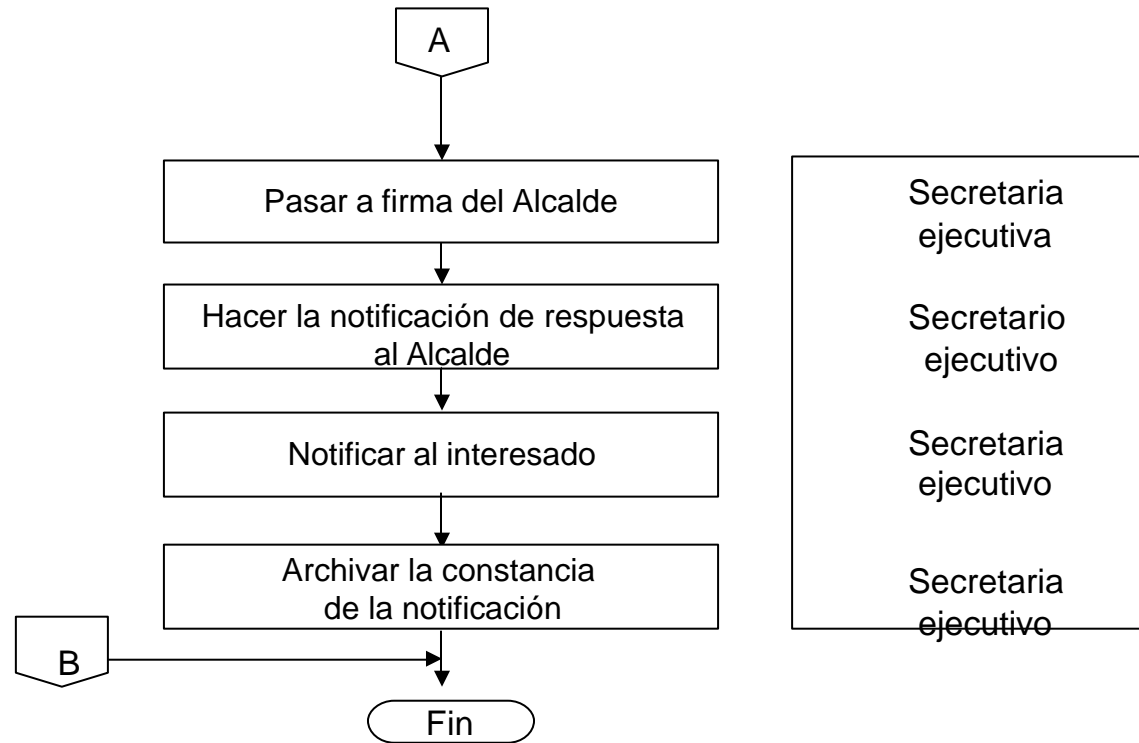 A
Pasar a firma del Alcalde
Secretaria
ejecutiva
Hacer la notificación de respuesta
al Alcalde
Secretario
ejecutivo
Notificar al interesado
Secretaria
ejecutivo
Archivar la constancia
de la notificación
Secretaria
ejecutivo
B
Fin